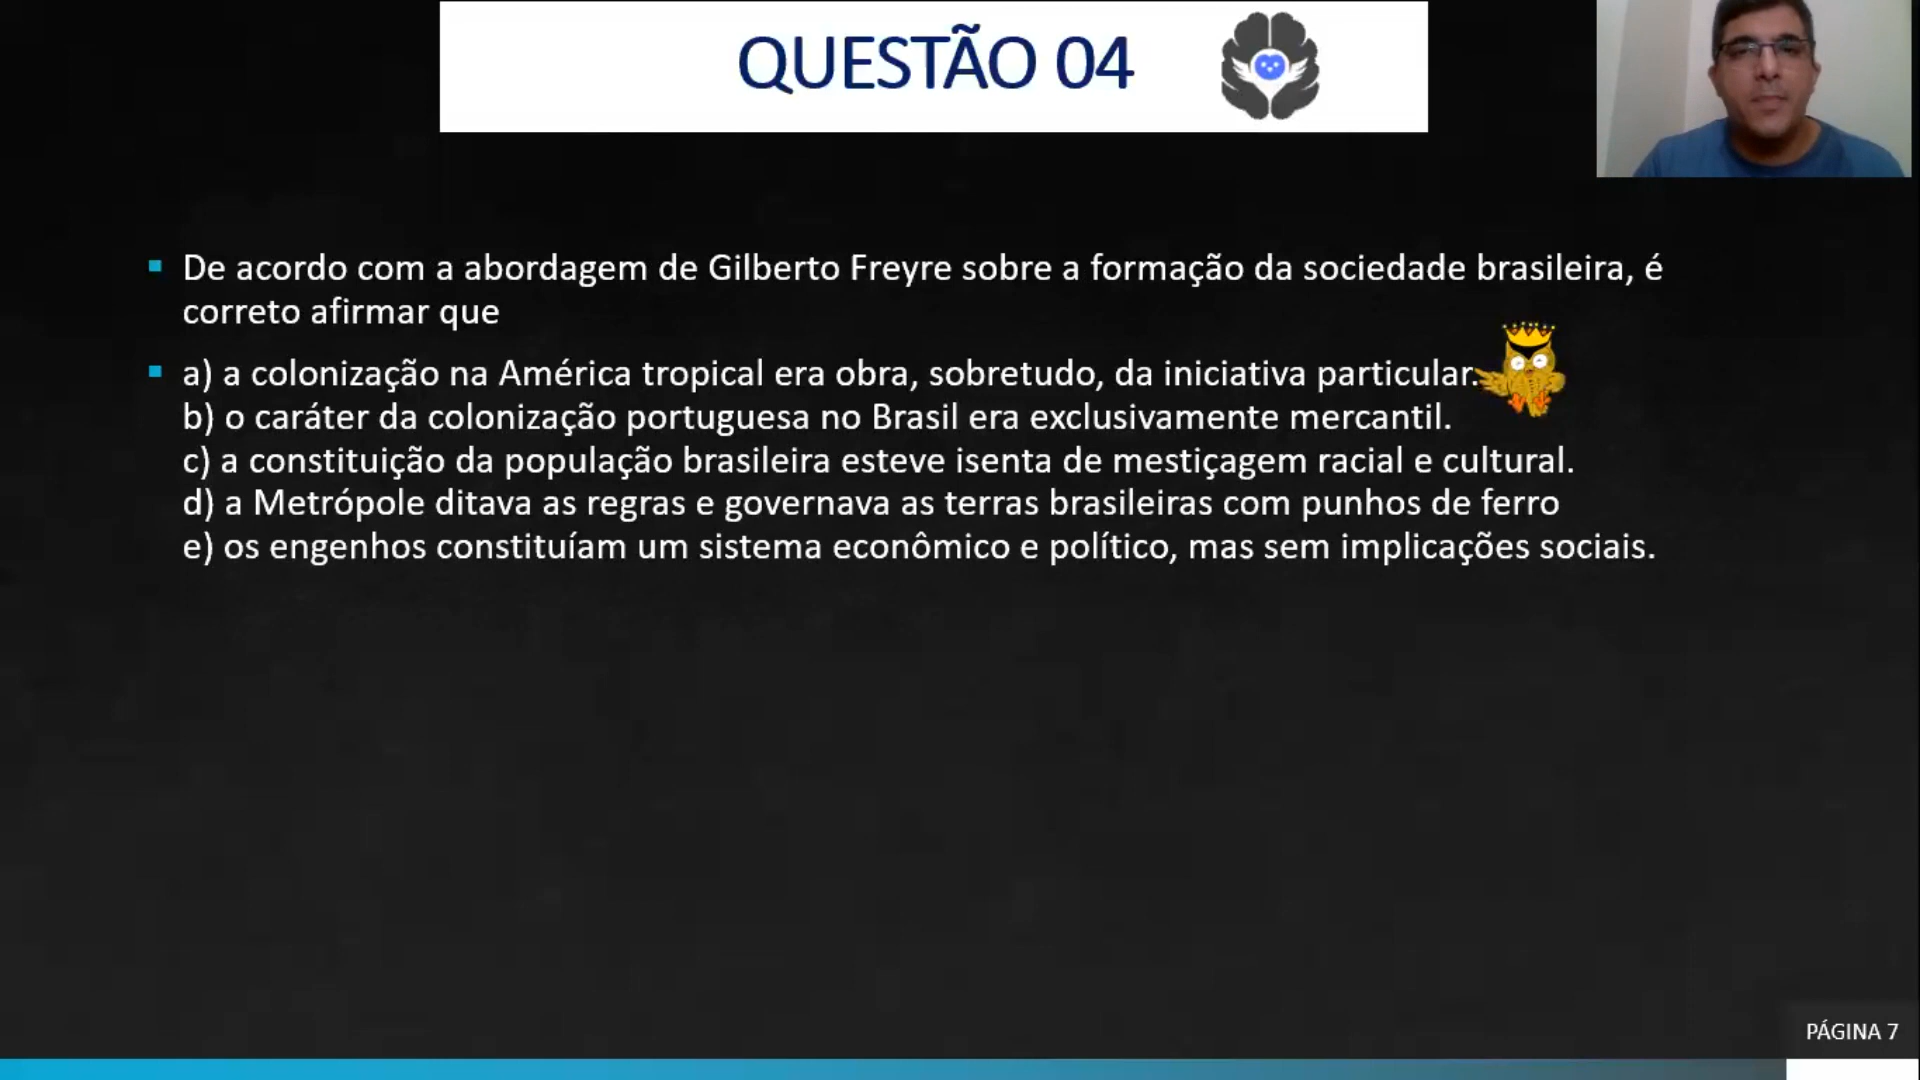 QUESTÃO 04
De acordo com a abordagem de Gilberto Freyre sobre a formação da sociedade brasileira, é
correto afirmar que
a) a colonização na América tropical era obra, sobretudo, da iniciativa particular.
b) o caráter da colonização portuguesa no Brasil era exclusivamente mercantil.
c) a constituição da população brasileira esteve isenta de mestiçagem racial e cultural.
d) a Metrópole ditava as regras e governava as terras brasileiras com punhos de ferro
e) os engenhos constituíam um sistema econômico e político, mas sem implicações sociais.
PÁGINA 7